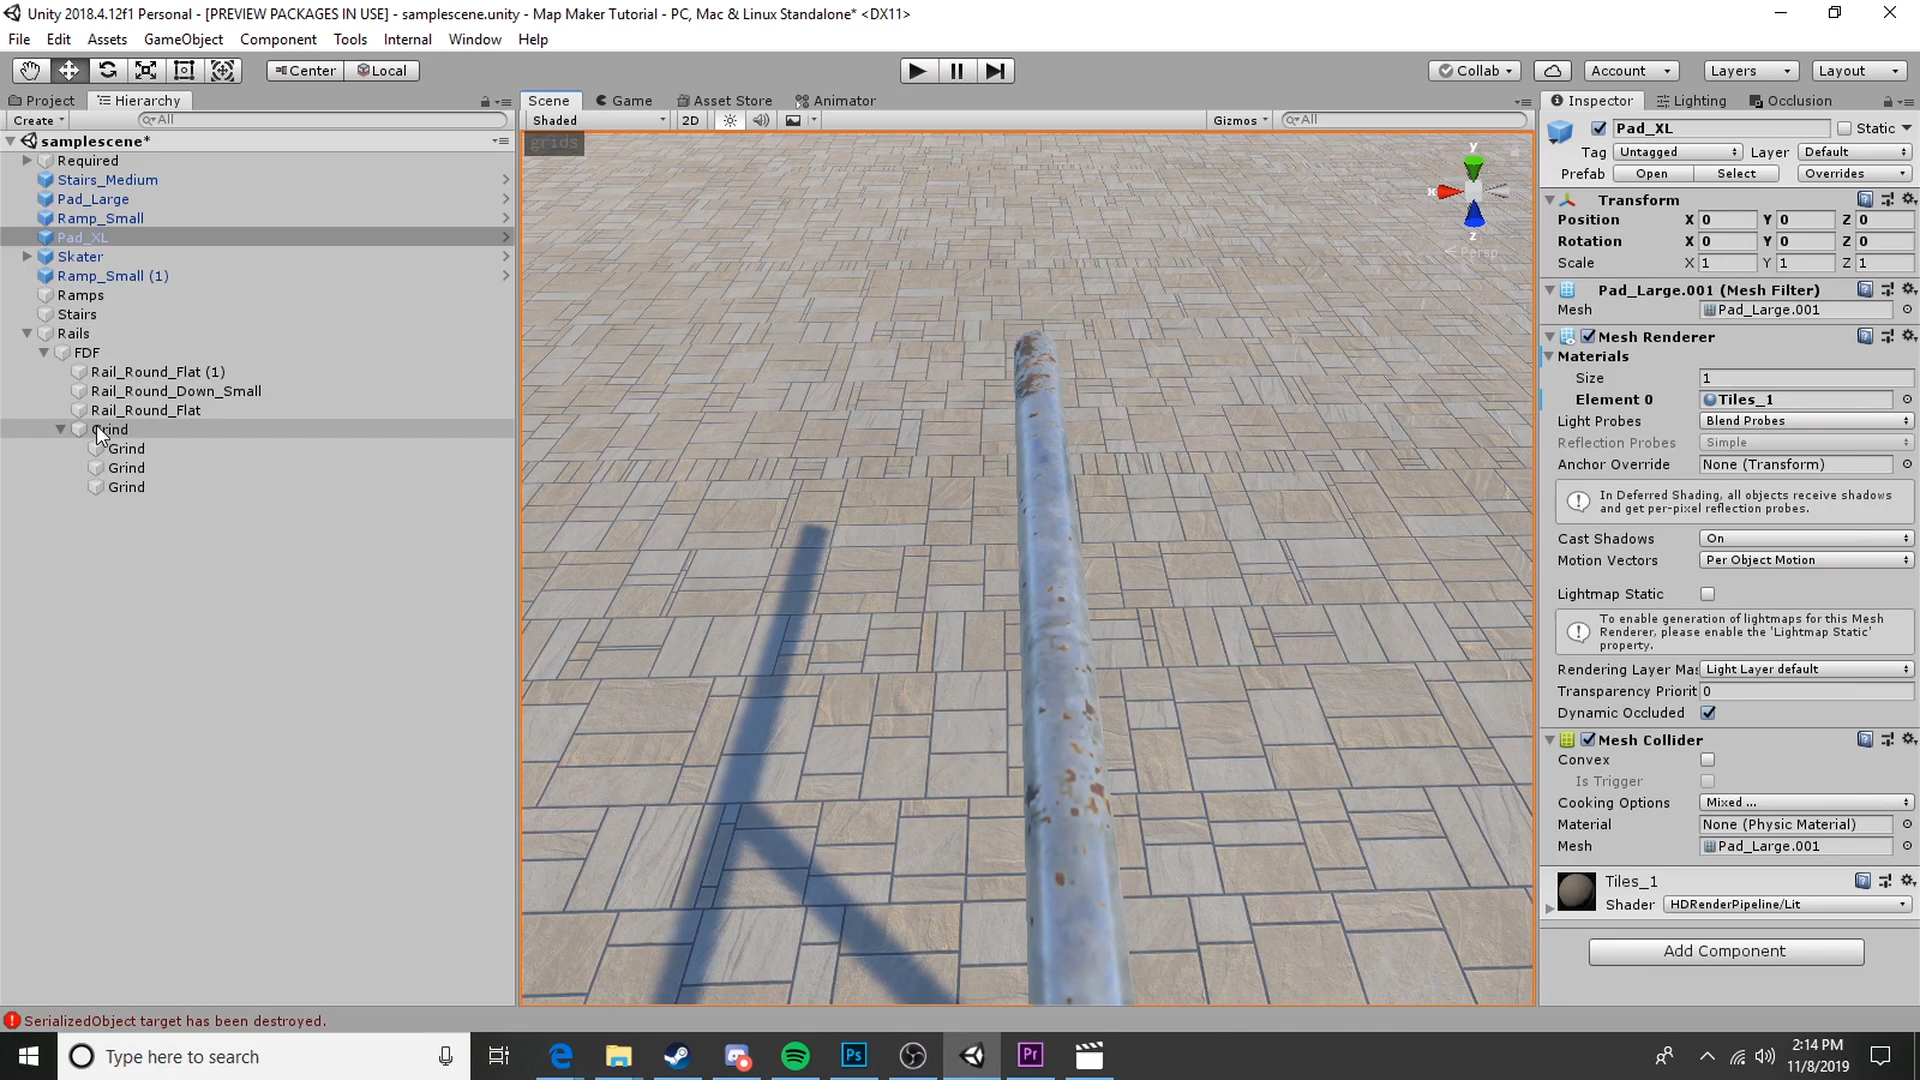 Unity 2018.4.12f1 Personal - [PREVIEW PACKAGES IN USE] - samplescene.unity - Map Maker Tutorial - PC, Mac & Linux Standalone* <DX11>
File Edit Assets GameObject Component Tools Jobs Internal Window Help
Center Local Collab Account Layers Layout
Project Hierarchy Scene Game Asset Store Animator Inspector Lighting Occlusion
Create All Shaded 2D Gizmos All
samplescene*
Required
Stairs_Medium
Pad_Large
Ramp_Small
Pad_XL
Skater
Ramp_Small (1)
Ramps
Stairs
Rails
FDF
Rail_Round_Flat (1)
Rail_Round_Down_Small
Rail_Round_Flat
Grind
Grind
Grind
grids
y
x
z
Persp
Pad_XL Static
Tag Untagged Layer Default
Prefab Open Select Overrides
Transform
Position X 0 Y 0 Z 0
Rotation X 0 Y 0 Z 0
Scale X 1 Y 1 Z 1
Pad_Large.001 (Mesh Filter)
Mesh Pad_Large.001
Mesh Renderer
Materials
Size 1
Element 0 Tiles_1
Light Probes Blend Probes
Reflection Probes Simple
Anchor Override None (Transform)
In Deferred Shading, all objects receive shadows
and get per-pixel reflection probes.
Cast Shadows On
Motion Vectors Per Object Motion
Lightmap Static
To enable generation of lightmaps for this Mesh
Renderer, please enable the 'Lightmap Static'
property.
Rendering Layer Mas Light Layer default
Transparency Priorit 0
Dynamic Occluded
Mesh Collider
Convex
Is Trigger
Cooking Options Mixed ...
Material None (Physic Material)
Mesh Pad_Large.001
Tiles_1
Shader HDRenderPipeline/Lit
Add Component
SerializedObject target has been destroyed.
Type here to search
Ps
Pr
2:14 PM
11/8/2019